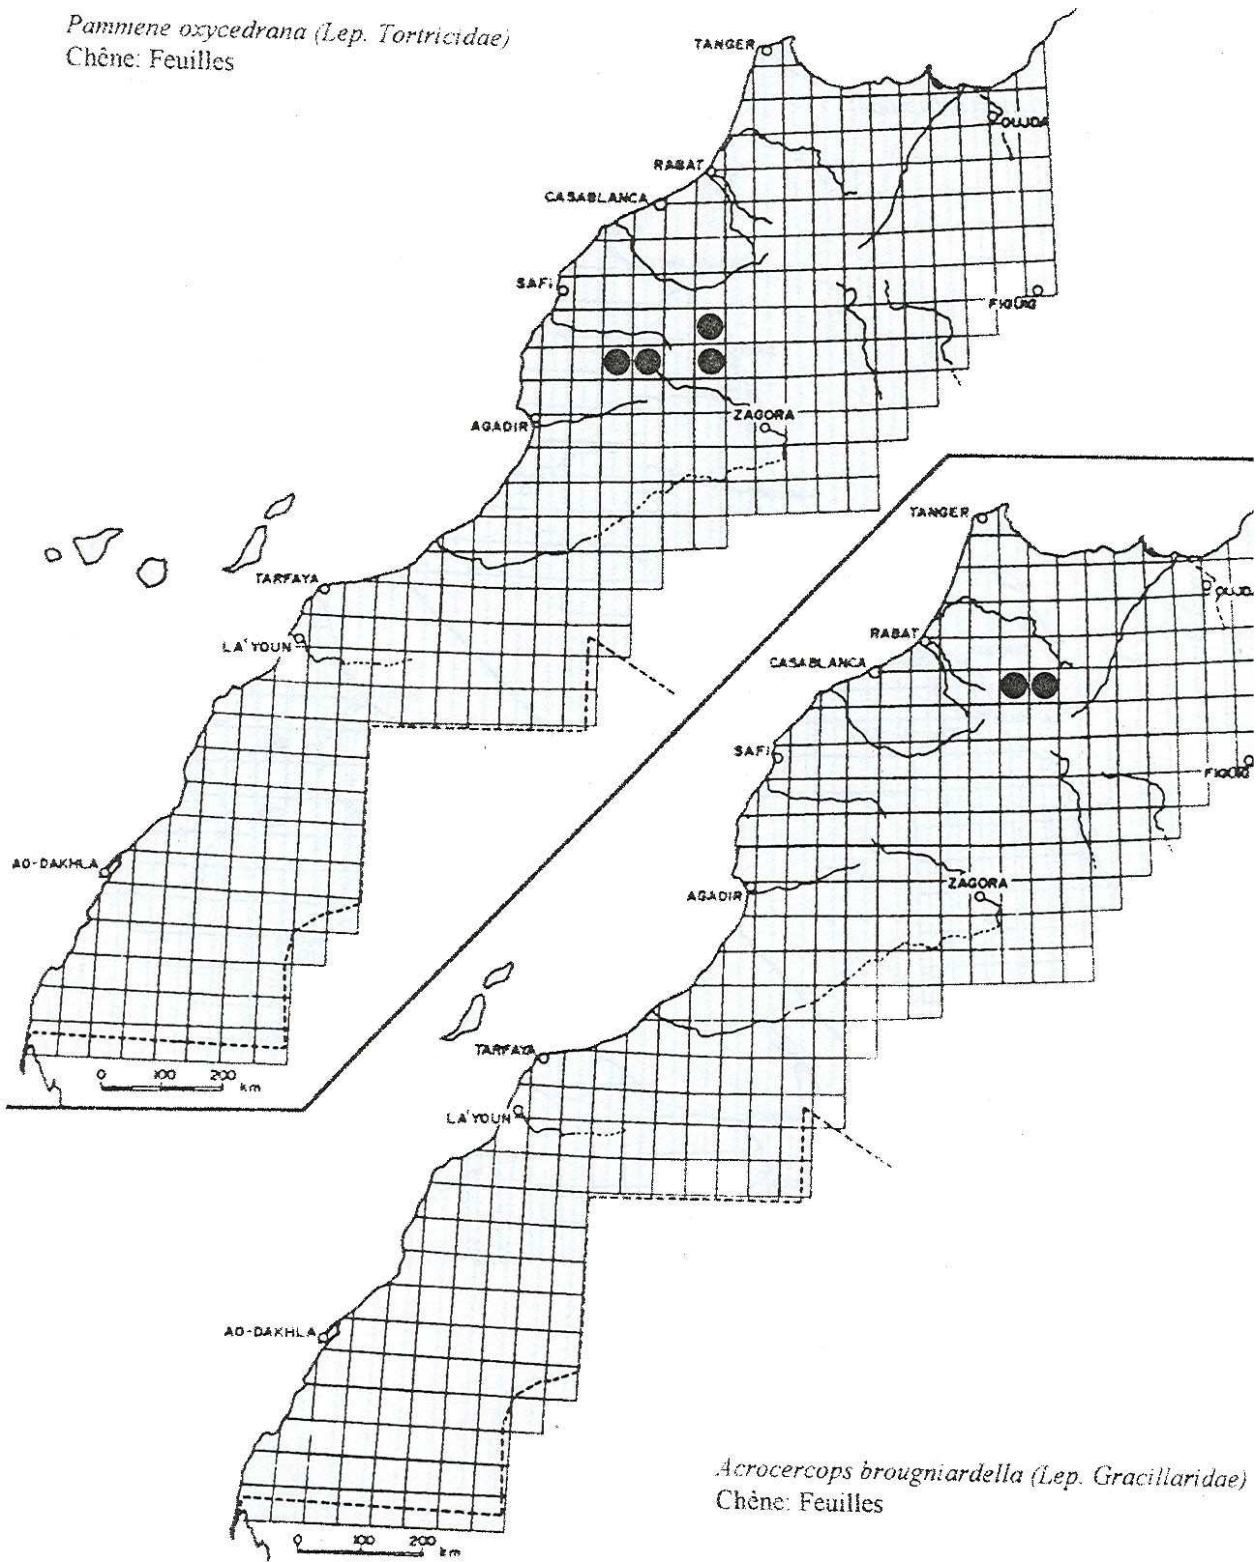 Pammene oxycedrana (Lep. Tortricidae)
Chêne: Feuilles
TANGER
OUJDA
RABAT
CASABLANCA
SAFI
FIGUIG
AGADIR
ZAGORA
TARFAYA
LA'YOUN
AD-DAKHLA
0 100 200
km
TANGER
OUJDA
RABAT
CASABLANCA
SAFI
FIGUIG
AGADIR
ZAGORA
TARFAYA
LA'YOUN
AD-DAKHLA
0 100 200
km
Acrocercops brougniardella (Lep. Gracillaridae)
Chêne: Feuilles